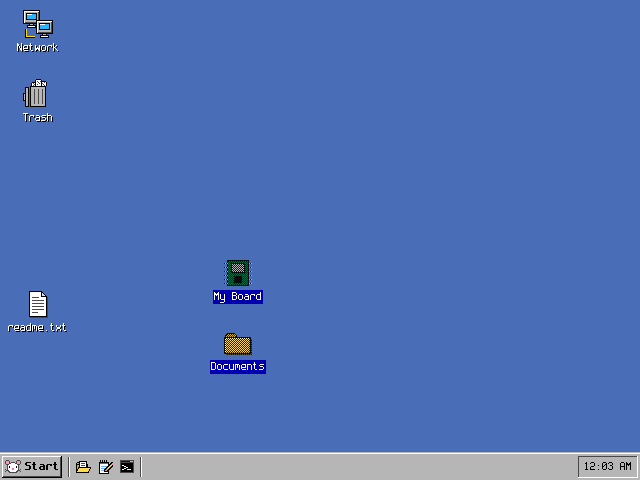 Network
Trash
My Board
readme.txt
Documents
Start
12:03 AM